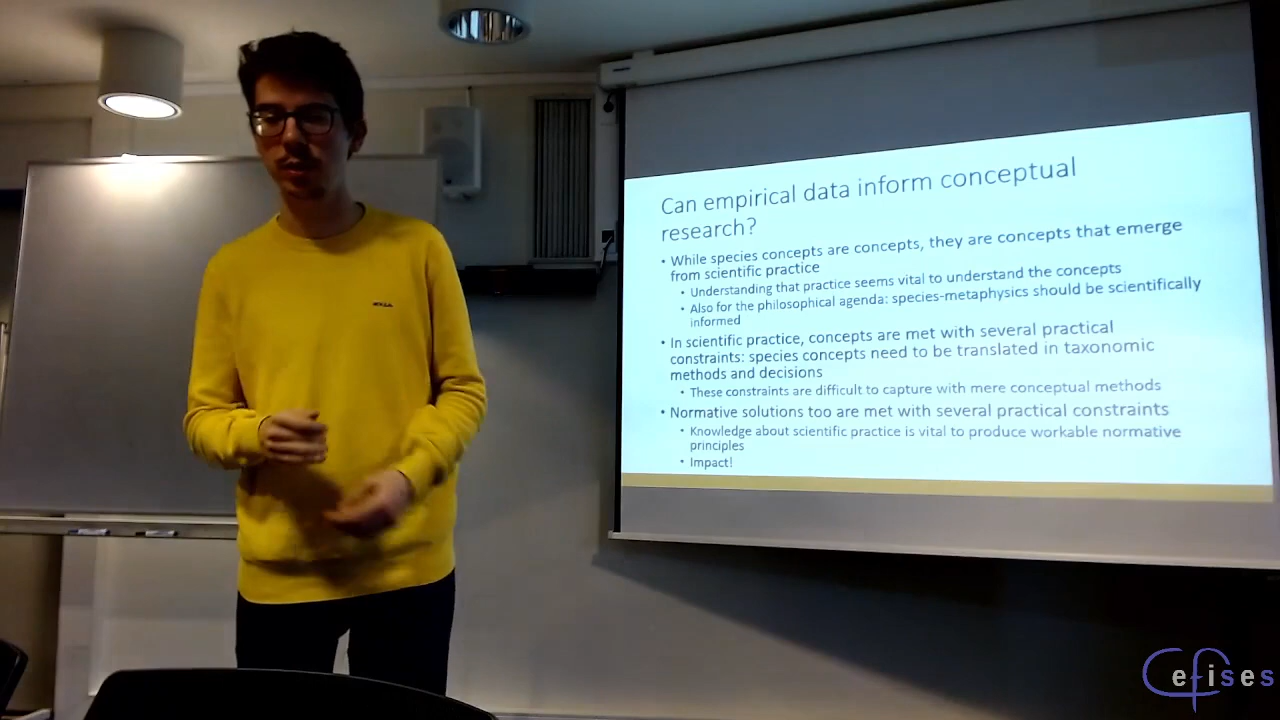 Can empirical data inform conceptual
research?
• While species concepts are concepts, they are concepts that emerge
from scientific practice
• Understanding that practice seems vital to understand the concepts
• Also for the philosophical agenda: species-metaphysics should be scientifically
informed
• In scientific practice, concepts are met with several practical
constraints: species concepts need to be translated in taxonomic
methods and decisions
• These constraints are difficult to capture with mere conceptual methods
• Normative solutions too are met with several practical constraints
• Knowledge about scientific practice is vital to produce workable normative
principles
• Impact!
Cefises